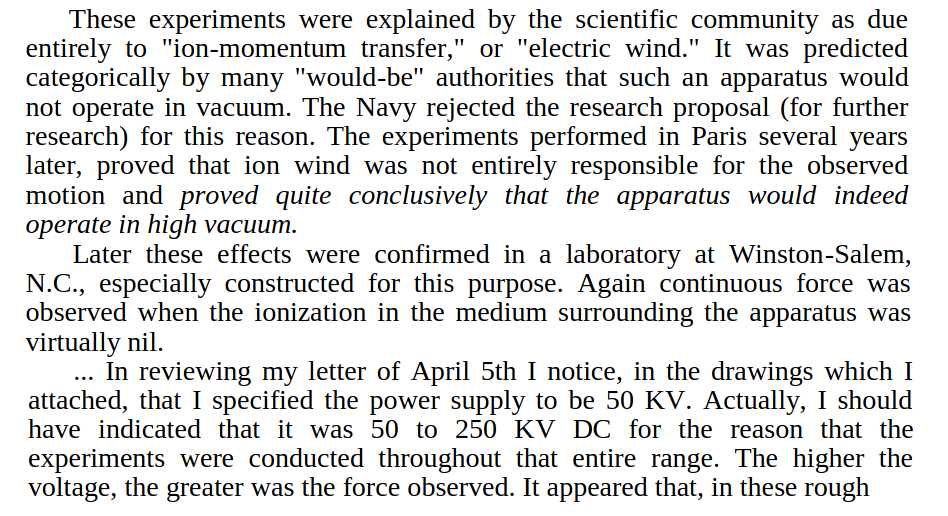 These experiments were explained by the scientific community as due
entirely to "ion-momentum transfer," or "electric wind." It was predicted
categorically by many "would-be" authorities that such an apparatus would
not operate in vacuum. The Navy rejected the research proposal (for further
research) for this reason. The experiments performed in Paris several years
later, proved that ion wind was not entirely responsible for the observed
motion and proved quite conclusively that the apparatus would indeed
operate in high vacuum.
Later these effects were confirmed in a laboratory at Winston-Salem,
N.C., especially constructed for this purpose. Again continuous force was
observed when the ionization in the medium surrounding the apparatus was
virtually nil.
... In reviewing my letter of April 5th I notice, in the drawings which I
attached, that I specified the power supply to be 50 KV. Actually, I should
have indicated that it was 50 to 250 KV DC for the reason that the
experiments were conducted throughout that entire range. The higher the
voltage, the greater was the force observed. It appeared that, in these rough